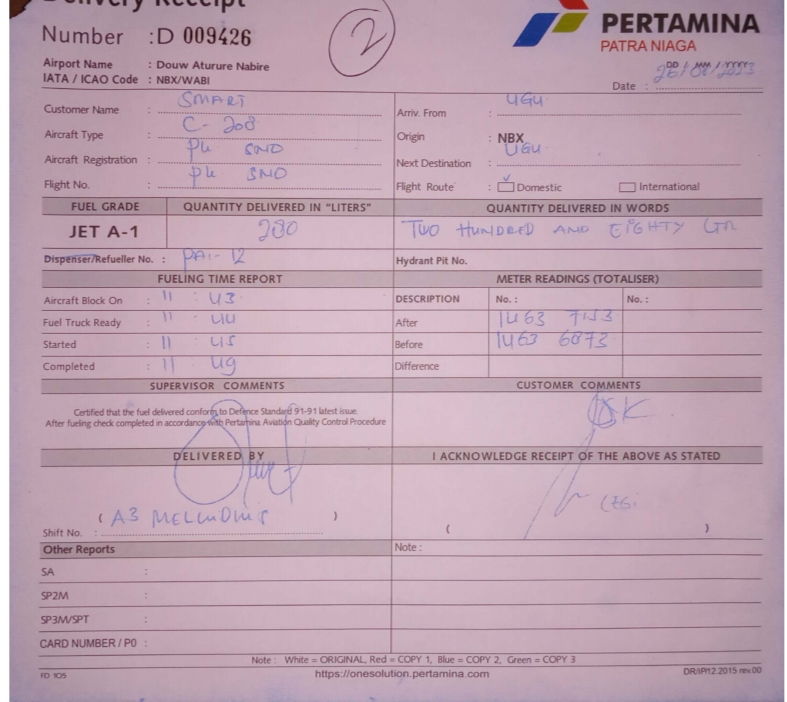 Delivery Receipt
Number : D 009426
2
PERTAMINA
PATRA NIAGA
Airport Name : Douw Aturure Nabire
IATA / ICAO Code : NBX/WABI
DD / MM / YYYY
Date :
Customer Name : SMART
Arriv. From : UGU
Aircraft Type : C-208
Origin : NBX
Aircraft Registration : PK SND
Next Destination : UGU
Flight No. : PK SND
Flight Route : Domestic International
FUEL GRADE QUANTITY DELIVERED IN "LITERS" QUANTITY DELIVERED IN WORDS
JET A-1 280 TWO HUNDRED AND EIGHTY LTR
Dispenser/Refueller No. : PAI-12 Hydrant Pit No.
FUELING TIME REPORT METER READINGS (TOTALISER)
Aircraft Block On : 11 : 43 DESCRIPTION No. : No. :
Fuel Truck Ready : 11 : 44 After 1463 7153
Started : 11 : 45 Before 1463 6873
Completed : 11 : 49 Difference
SUPERVISOR COMMENTS CUSTOMER COMMENTS
Certified that the fuel delivered conform to Defence Standard 91-91 latest issue
After fueling check completed in accordance with Pertamina Aviation Quality Control Procedure
OK
DELIVERED BY I ACKNOWLEDGE RECEIPT OF THE ABOVE AS STATED
( A3 )
( )
Shift No. :
Other Reports Note :
SA :
SP2M :
SP3M/SPT :
CARD NUMBER / P0 :
Note : White = ORIGINAL, Red = COPY 1, Blue = COPY 2, Green = COPY 3
FD 105 https://onesolution.pertamina.com DR/IP/12.2015 rev.00